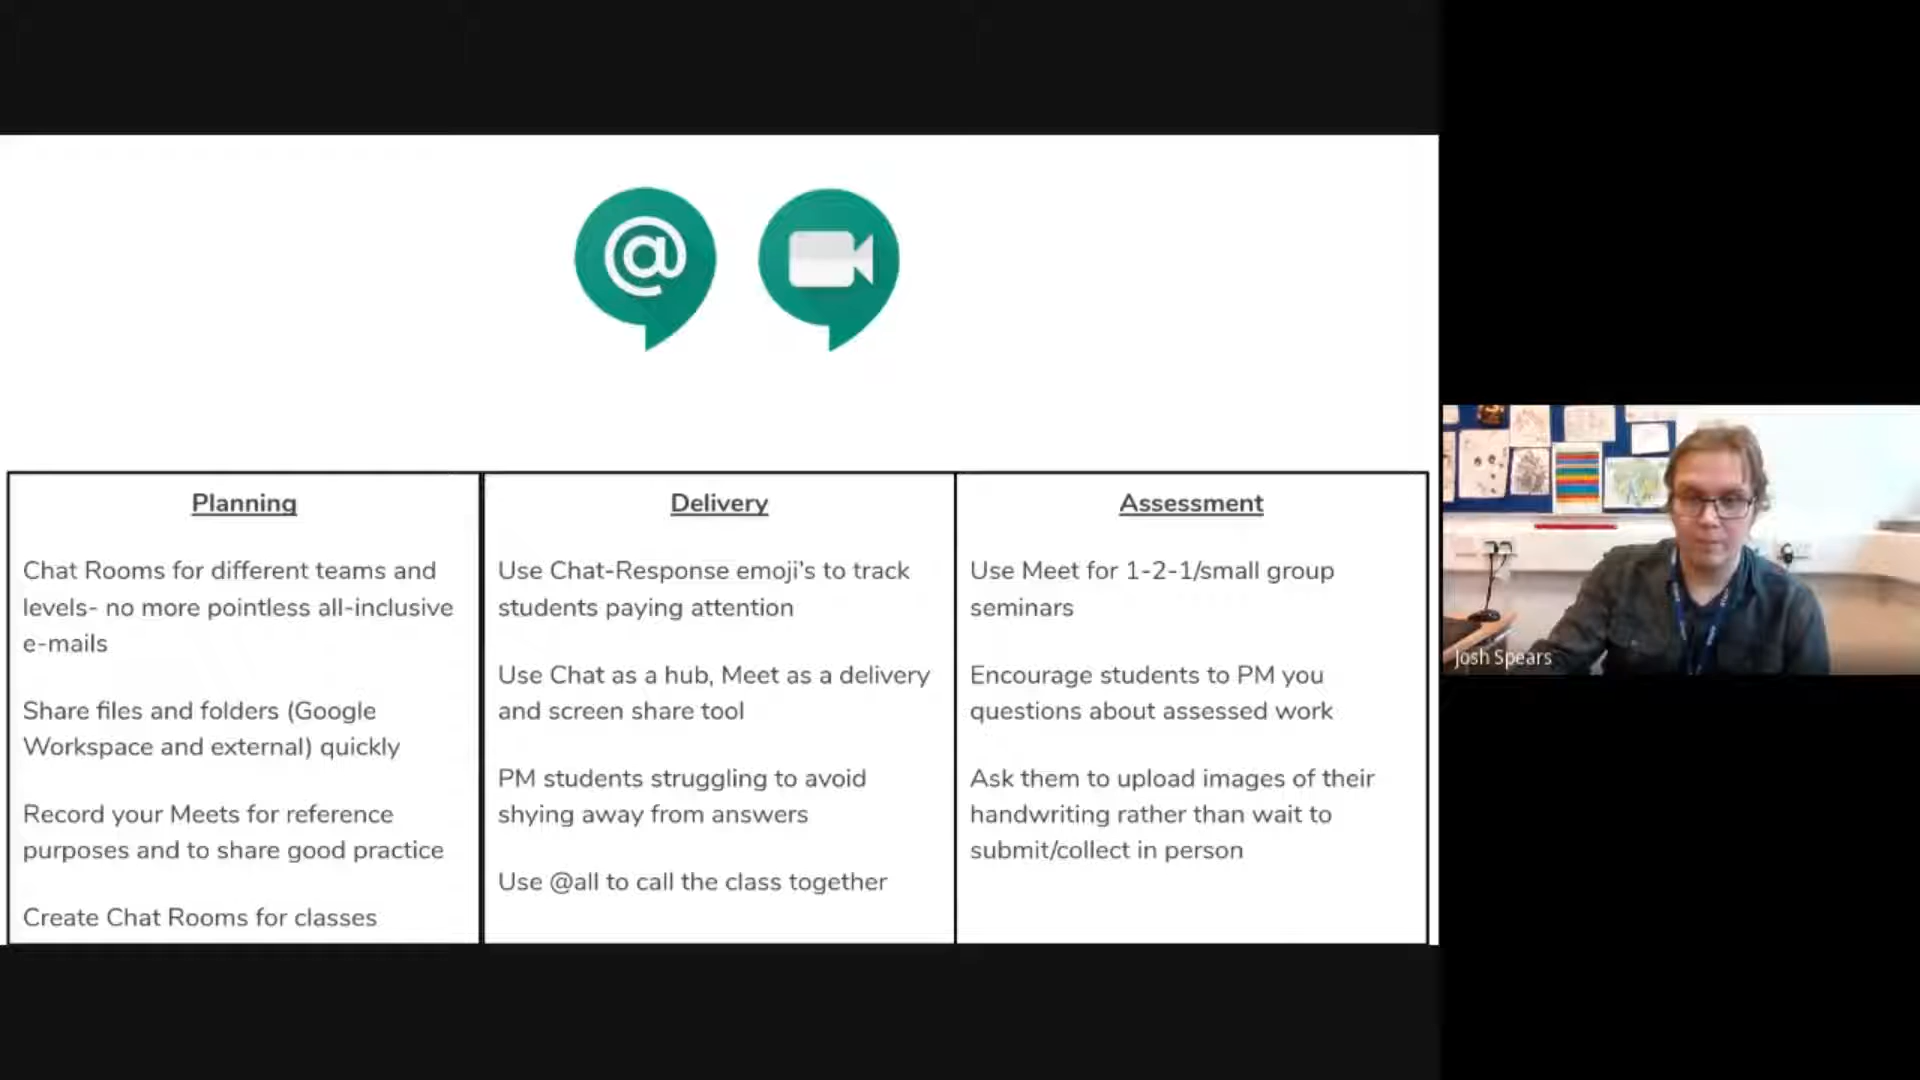 @
Planning
Chat Rooms for different teams and
levels- no more pointless all-inclusive
e-mails
Share files and folders (Google
Workspace and external) quickly
Record your Meets for reference
purposes and to share good practice
Create Chat Rooms for classes
Delivery
Use Chat-Response emoji's to track
students paying attention
Use Chat as a hub, Meet as a delivery
and screen share tool
PM students struggling to avoid
shying away from answers
Use @all to call the class together
Assessment
Use Meet for 1-2-1/small group
seminars
Encourage students to PM you
questions about assessed work
Ask them to upload images of their
handwriting rather than wait to
submit/collect in person
Josh Spears